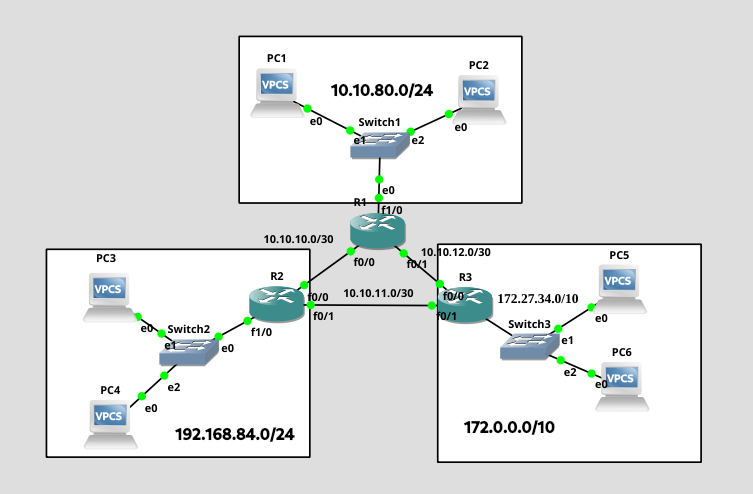 PC1
PC2
VPCS
VPCS
10.10.80.0/24
Switch1
e0
e0
e1
e2
e0
R1
f1/0
10.10.10.0/30
10.10.12.0/30
f0/0
f0/1
PC3
PC5
R2
R3
VPCS
VPCS
f0/0
10.10.11.0/30
f0/0
172.27.34.0/10
f0/1
f0/1
e0
Switch2
f1/0
Switch3
e0
e1
e0
e1
PC4
e2
e2
PC6
e0
VPCS
e0
VPCS
192.168.84.0/24
172.0.0.0/10